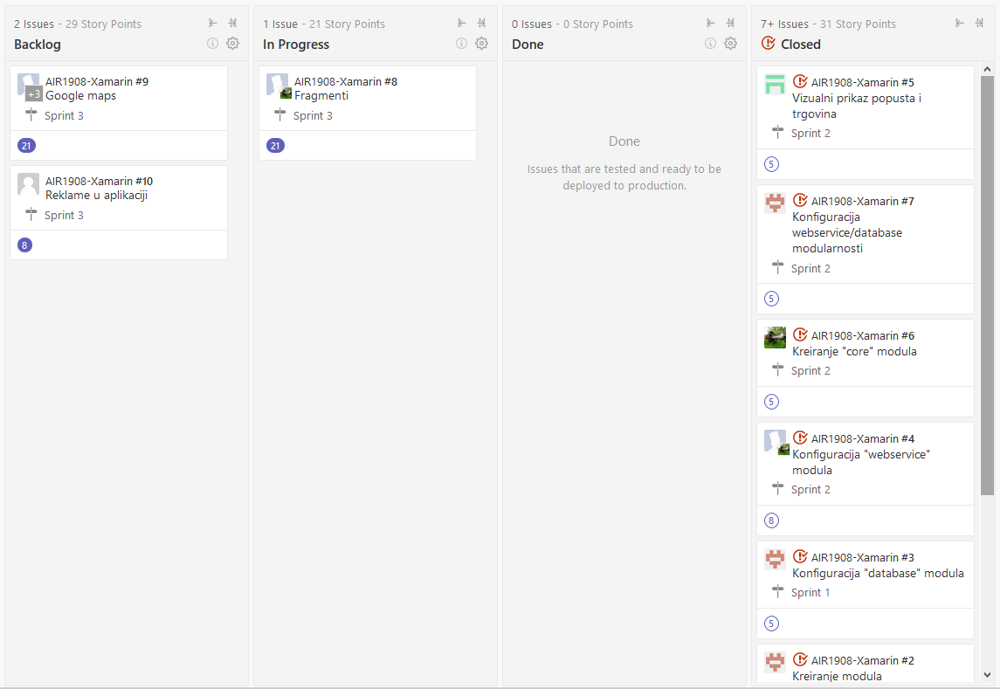 2 Issues - 29 Story Points
Backlog
AIR1908-Xamarin #9
+3
Google maps
Sprint 3
21
AIR1908-Xamarin #10
Reklame u aplikaciji
Sprint 3
8
1 Issue - 21 Story Points
In Progress
AIR1908-Xamarin #8
Fragmenti
Sprint 3
21
0 Issues - 0 Story Points
Done
Done
Issues that are tested and ready to be
deployed to production.
7+ Issues - 31 Story Points
Closed
AIR1908-Xamarin #5
Vizualni prikaz popusta i
trgovina
Sprint 2
5
AIR1908-Xamarin #7
Konfiguracija
webservice/database
modularnosti
Sprint 2
5
AIR1908-Xamarin #6
Kreiranje "core" modula
Sprint 2
5
AIR1908-Xamarin #4
Konfiguracija "webservice"
modula
Sprint 2
8
AIR1908-Xamarin #3
Konfiguracija "database" modula
Sprint 1
5
AIR1908-Xamarin #2
Kreiranje modula